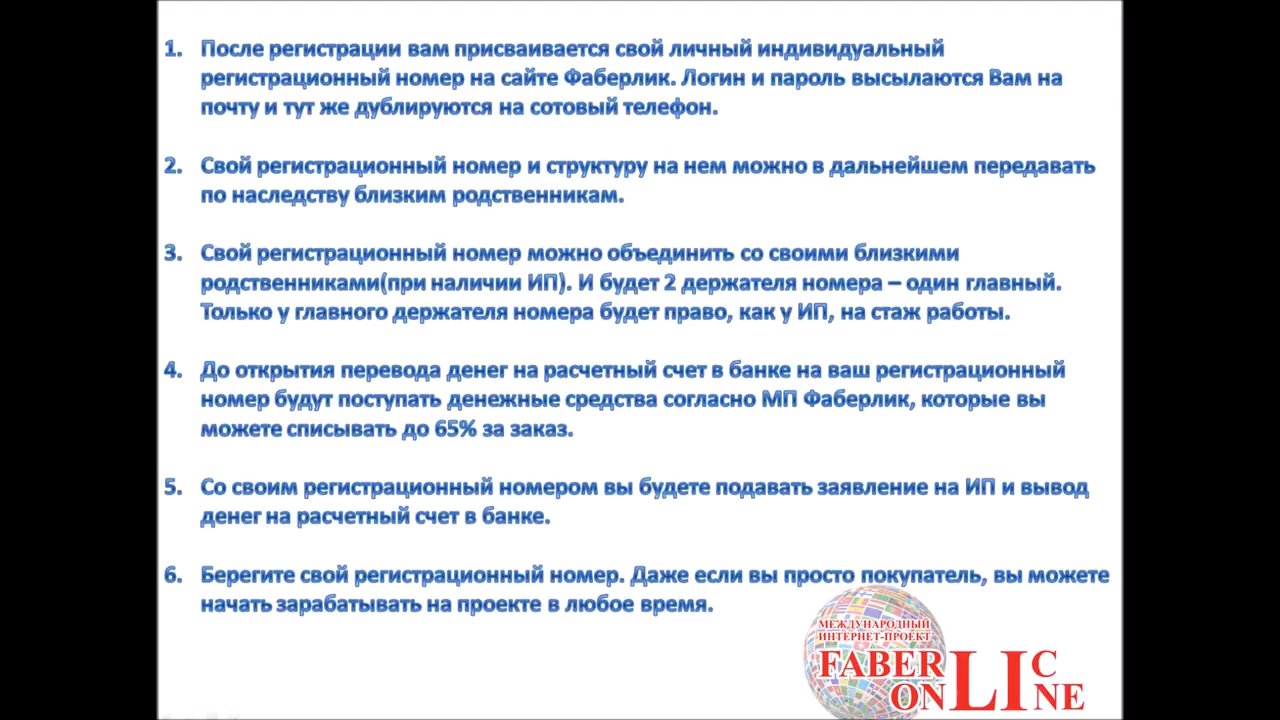 1. После регистрации вам присваивается свой личный индивидуальный
регистрационный номер на сайте Фаберлик. Логин и пароль высылаются Вам на
почту и тут же дублируются на сотовый телефон.
2. Свой регистрационный номер и структуру на нем можно в дальнейшем передавать
по наследству близким родственникам.
3. Свой регистрационный номер можно объединить со своими близкими
родственниками(при наличии ИП). И будет 2 держателя номера – один главный.
Только у главного держателя номера будет право, как у ИП, на стаж работы.
4. До открытия перевода денег на расчетный счет в банке на ваш регистрационный
номер будут поступать денежные средства согласно МП Фаберлик, которые вы
можете списывать до 65% за заказ.
5. Со своим регистрационный номером вы будете подавать заявление на ИП и вывод
денег на расчетный счет в банке.
6. Берегите свой регистрационный номер. Даже если вы просто покупатель, вы можете
начать зарабатывать на проекте в любое время.
МЕЖДУНАРОДНЫЙ
ИНТЕРНЕТ-ПРОЕКТ
FABERLIC
ONLINE